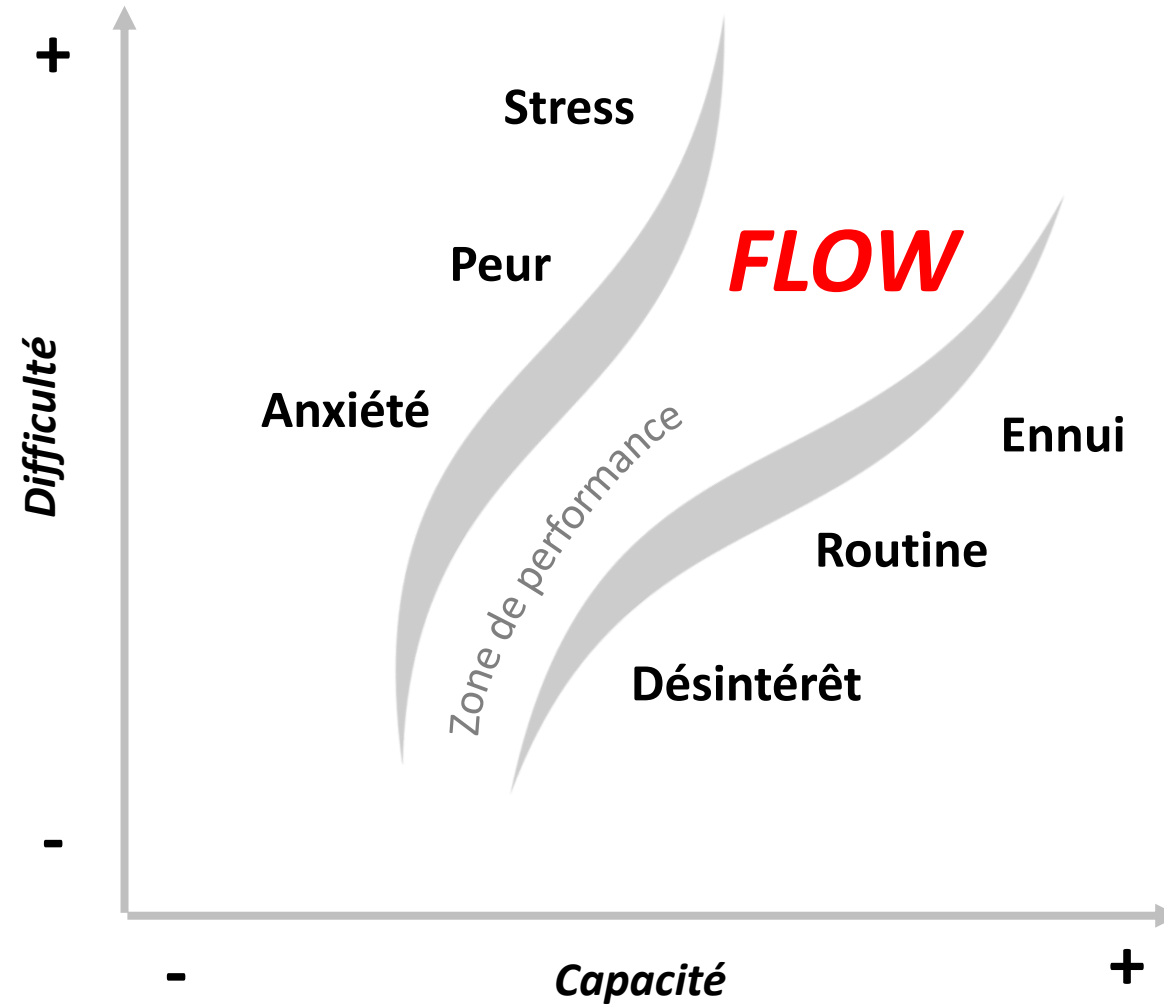 +
Stress
FLOW
Peur
Difficulté
Anxiété
Zone de performance
Ennui
Routine
Désintérêt
-
-
Capacité
+